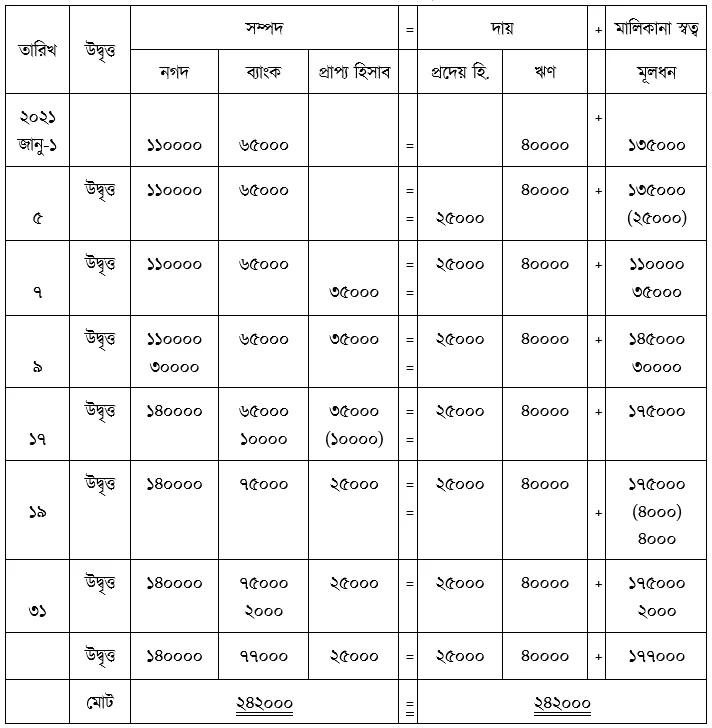 সম্পদ = দায় + মালিকানা স্বত্ব
তারিখ উদ্বৃত্ত
নগদ ব্যাংক প্রাপ্য হিসাব প্রদেয় হি. ঋণ মূলধন
২০২১ +
জানু-১ ১১০০০০ ৬৫০০০ = ৪০০০০ ১৩৫০০০
উদ্বৃত্ত ১১০০০০ ৬৫০০০ = ৪০০০০ + ১৩৫০০০
৫ = ২৫০০০ (২৫০০০)
উদ্বৃত্ত ১১০০০০ ৬৫০০০ = ২৫০০০ ৪০০০০ + ১১০০০০
৭ ৩৫০০০ = ৩৫০০০
উদ্বৃত্ত ১১০০০০ ৬৫০০০ ৩৫০০০ = ২৫০০০ ৪০০০০ + ১৪৫০০০
৯ ৩০০০০ = ৩০০০০
উদ্বৃত্ত ১৪০০০০ ৬৫০০০ ৩৫০০০ = ২৫০০০ ৪০০০০ + ১৭৫০০০
১৭ ১০০০০ (১০০০০) =
উদ্বৃত্ত ১৪০০০০ ৭৫০০০ ২৫০০০ = ২৫০০০ ৪০০০০ ১৭৫০০০
১৯ = + (৪০০০)
৪০০০
উদ্বৃত্ত ১৪০০০০ ৭৫০০০ ২৫০০০ = ২৫০০০ ৪০০০০ + ১৭৫০০০
৩১ ২০০০ ২০০০
উদ্বৃত্ত ১৪০০০০ ৭৭০০০ ২৫০০০ = ২৫০০০ ৪০০০০ + ১৭৭০০০
মোট ২৪২০০০ = ২৪২০০০